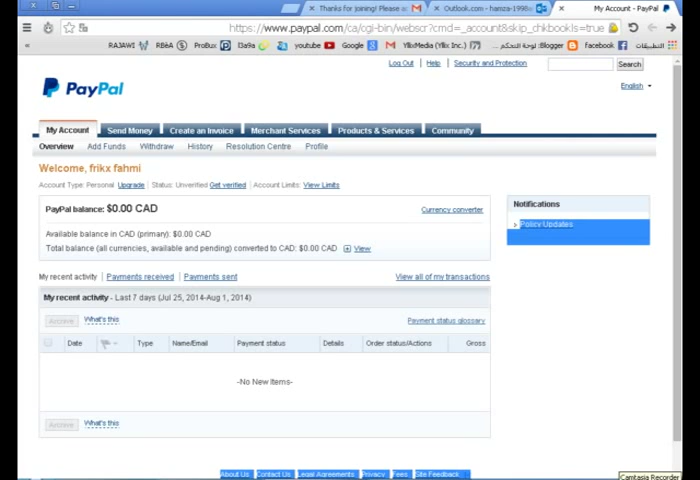 Thanks for joining! Please ac
Outlook.com - hamza-1998
My Account - PayPal
https://www.paypal.com/ca/cgi-bin/webscr?cmd=_account&skip_chkbookls=true
RAJAWI
ProBux
youtube
Google
YllixMedia (Yllix Inc.)
Blogger: لوحة التحكم
Facebook
التطبيقات
Log Out | Help | Security and Protection
Search
PayPal
English
My Account Send Money Create an Invoice Merchant Services Products & Services Community
Overview Add Funds Withdraw History Resolution Centre Profile
Welcome, frikx fahmi
Account Type: Personal Upgrade | Status: Unverified Get verified | Account Limits: View Limits
PayPal balance: $0.00 CAD
Currency converter
Available balance in CAD (primary): $0.00 CAD
Total balance (all currencies, available and pending) converted to CAD: $0.00 CAD View
Notifications
Policy Updates
My recent activity | Payments received | Payments sent
View all of my transactions
My recent activity - Last 7 days (Jul 25, 2014-Aug 1, 2014)
Archive What's this
Payment status glossary
Date Type Name/Email Payment status Details Order status/Actions Gross
-No New Items-
Archive What's this
About Us Contact Us Legal Agreements Privacy Fees Site Feedback
Camtasia Recorder